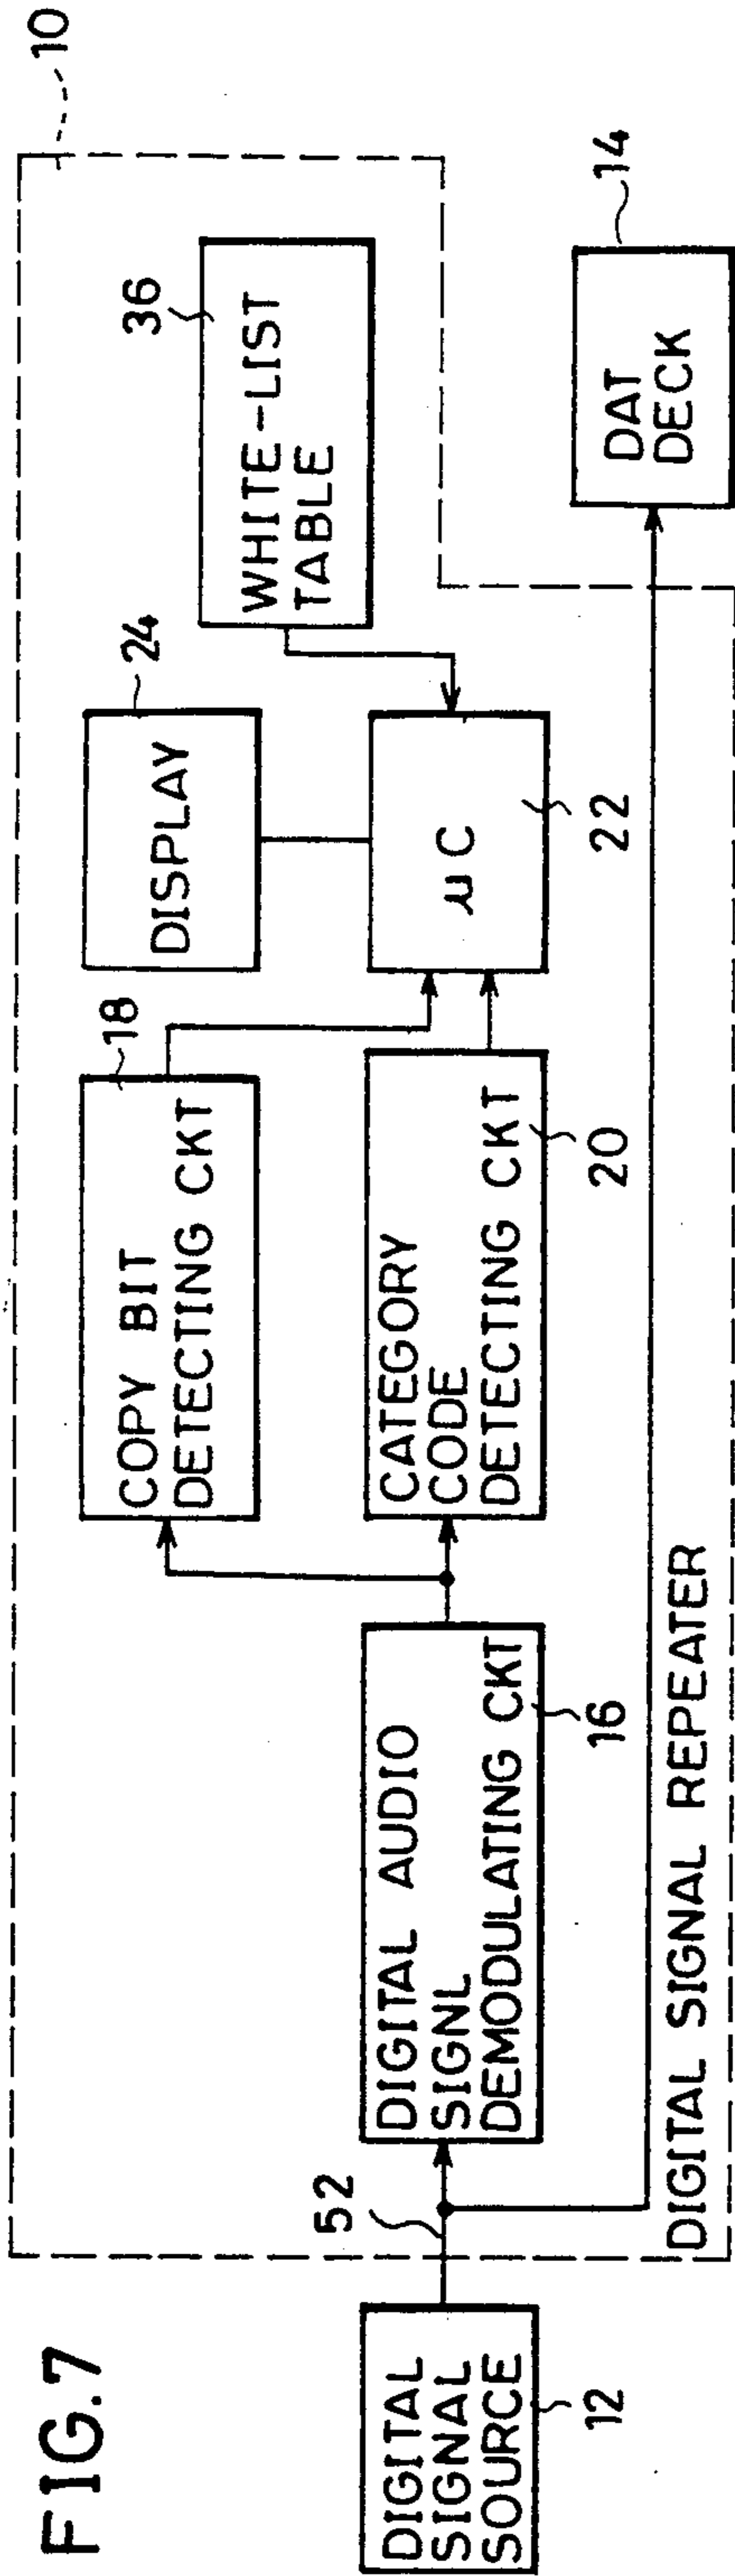 FIG.7
10
DIGITAL
SIGNAL
SOURCE
12
52
DIGITAL AUDIO
SIGNL
DEMODULATING CKT
16
COPY BIT
DETECTING CKT
18
CATEGORY
CODE
DETECTING CKT
20
DISPLAY
24
μC
22
WHITE-LIST
TABLE
36
DAT
DECK
14
DIGITAL SIGNAL REPEATER